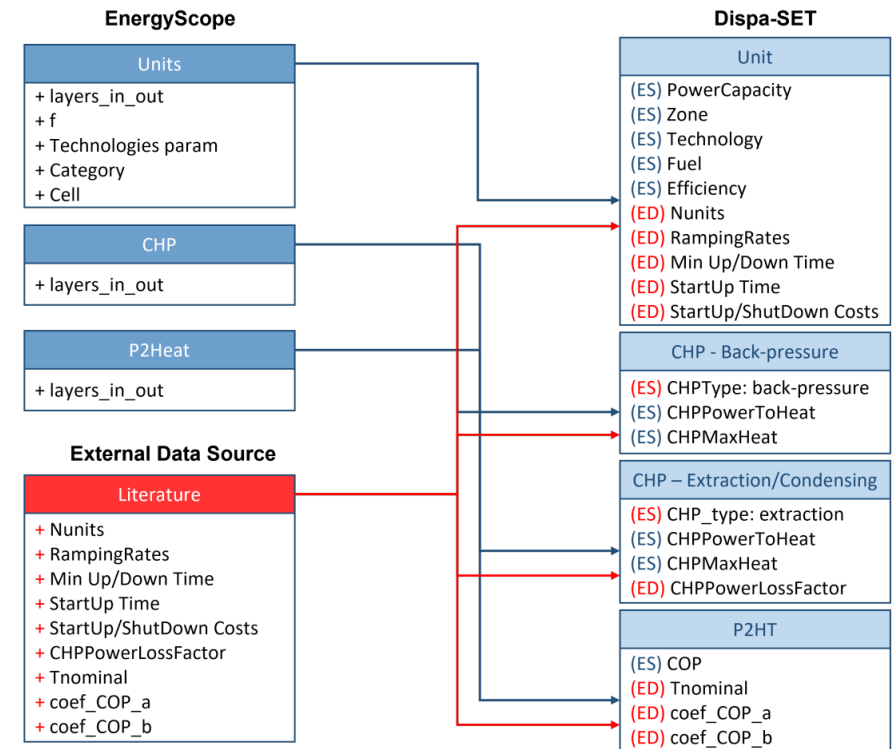 EnergyScope
Units
+ layers_in_out
+ f
+ Technologies param
+ Category
+ Cell
CHP
+ layers_in_out
P2Heat
+ layers_in_out
External Data Source
Literature
+ Nunits
+ RampingRates
+ Min Up/Down Time
+ StartUp Time
+ StartUp/ShutDown Costs
+ CHPPowerLossFactor
+ Tnominal
+ coef_COP_a
+ coef_COP_b
Dispa-SET
Unit
(ES) PowerCapacity
(ES) Zone
(ES) Technology
(ES) Fuel
(ES) Efficiency
(ED) Nunits
(ED) RampingRates
(ED) Min Up/Down Time
(ED) StartUp Time
(ED) StartUp/ShutDown Costs
CHP - Back-pressure
(ES) CHPType: back-pressure
(ES) CHPPowerToHeat
(ES) CHPMaxHeat
CHP – Extraction/Condensing
(ES) CHP_type: extraction
(ES) CHPPowerToHeat
(ES) CHPMaxHeat
(ED) CHPPowerLossFactor
P2HT
(ES) COP
(ED) Tnominal
(ED) coef_COP_a
(ED) coef_COP_b